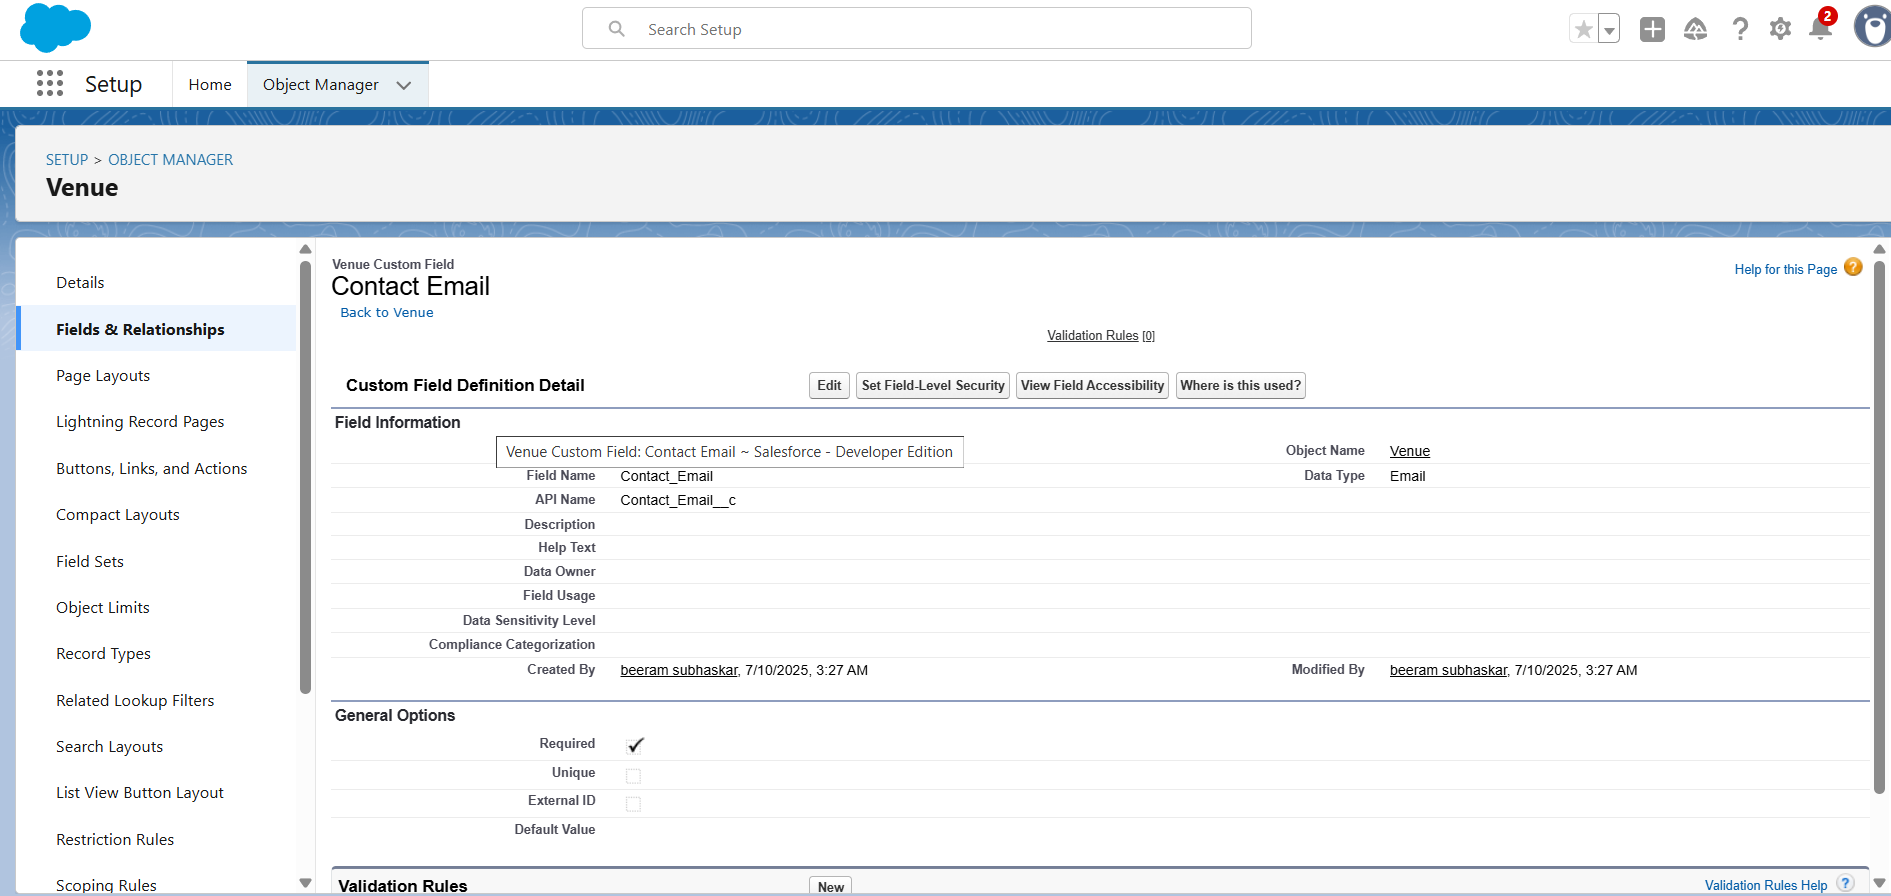 Search Setup
2
Setup
Home
Object Manager
SETUP > OBJECT MANAGER
Venue
Details
Fields & Relationships
Page Layouts
Lightning Record Pages
Buttons, Links, and Actions
Compact Layouts
Field Sets
Object Limits
Record Types
Related Lookup Filters
Search Layouts
List View Button Layout
Restriction Rules
Scoping Rules
Venue Custom Field
Contact Email
Back to Venue
Help for this Page ?
Validation Rules [0]
Custom Field Definition Detail
Edit
Set Field-Level Security
View Field Accessibility
Where is this used?
Field Information
Venue Custom Field: Contact Email ~ Salesforce - Developer Edition
Object Name Venue
Field Name Contact_Email
Data Type Email
API Name Contact_Email__c
Description
Help Text
Data Owner
Field Usage
Data Sensitivity Level
Compliance Categorization
Created By beeram subhaskar, 7/10/2025, 3:27 AM
Modified By beeram subhaskar, 7/10/2025, 3:27 AM
General Options
Required
Unique
External ID
Default Value
Validation Rules
New
Validation Rules Help ?